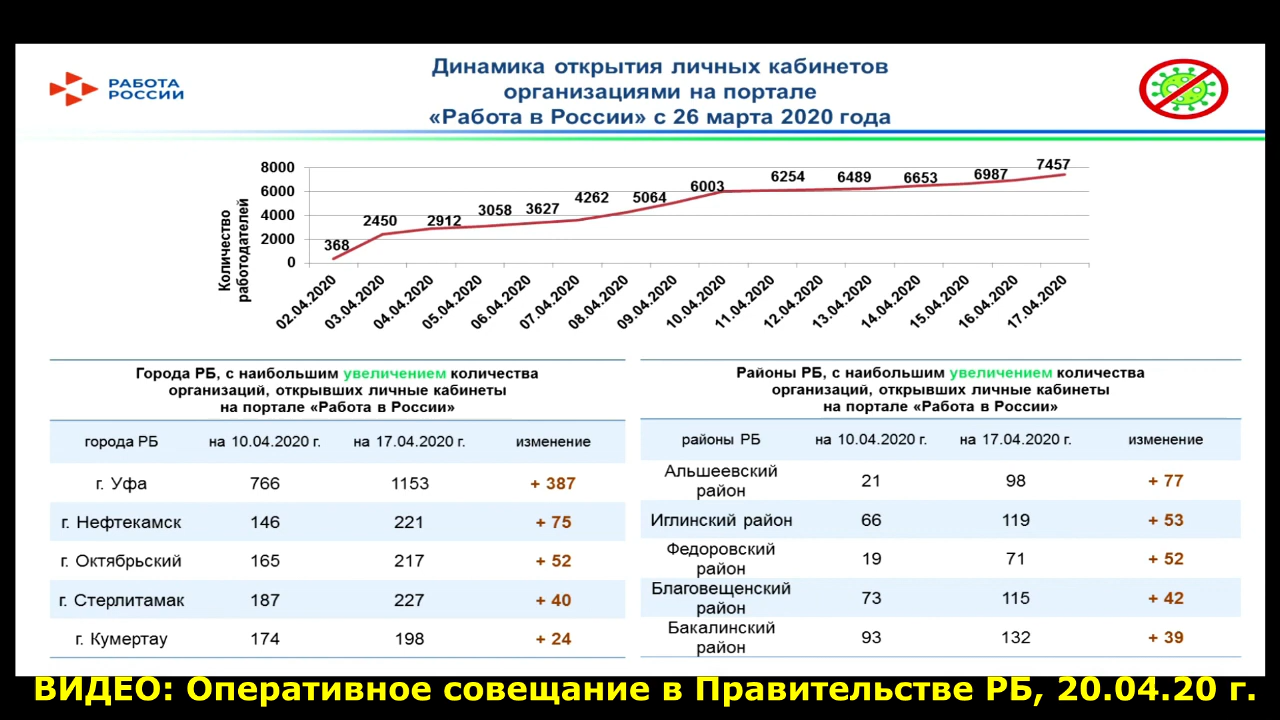 РАБОТА
РОССИИ
Динамика открытия личных кабинетов
организациями на портале
«Работа в России» с 26 марта 2020 года
Количество
работодателей
8000
6000
4000
2000
0
368
2450
2912
3058
3627
4262
5064
6003
6254
6489
6653
6987
7457
02.04.2020
03.04.2020
04.04.2020
05.04.2020
06.04.2020
07.04.2020
08.04.2020
09.04.2020
10.04.2020
11.04.2020
12.04.2020
13.04.2020
14.04.2020
15.04.2020
16.04.2020
17.04.2020
Города РБ, с наибольшим увеличением количества
организаций, открывших личные кабинеты
на портале «Работа в России»
города РБ на 10.04.2020 г. на 17.04.2020 г. изменение
г. Уфа 766 1153 + 387
г. Нефтекамск 146 221 + 75
г. Октябрьский 165 217 + 52
г. Стерлитамак 187 227 + 40
г. Кумертау 174 198 + 24
Районы РБ, с наибольшим увеличением количества
организаций, открывших личные кабинеты
на портале «Работа в России»
районы РБ на 10.04.2020 г. на 17.04.2020 г. изменение
Альшеевский
район 21 98 + 77
Иглинский район 66 119 + 53
Федоровский
район 19 71 + 52
Благовещенский
район 73 115 + 42
Бакалинский
район 93 132 + 39
ВИДЕО: Оперативное совещание в Правительстве РБ, 20.04.20 г.